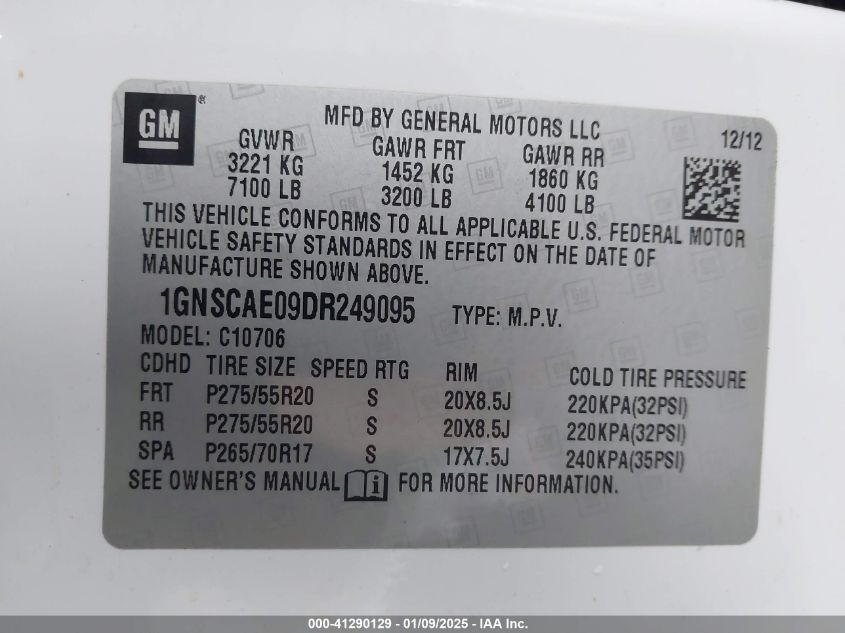 GM ®
MFD BY GENERAL MOTORS LLC 12/12
GVWR GAWR FRT GAWR RR
3221 KG 1452 KG 1860 KG
7100 LB 3200 LB 4100 LB
THIS VEHICLE CONFORMS TO ALL APPLICABLE U.S. FEDERAL MOTOR
VEHICLE SAFETY STANDARDS IN EFFECT ON THE DATE OF
MANUFACTURE SHOWN ABOVE.
1GNSCAE09DR249095 TYPE: M.P.V.
MODEL: C10706
CDHD TIRE SIZE SPEED RTG RIM COLD TIRE PRESSURE
FRT P275/55R20 S 20X8.5J 220KPA(32PSI)
RR P275/55R20 S 20X8.5J 220KPA(32PSI)
SPA P265/70R17 S 17X7.5J 240KPA(35PSI)
SEE OWNER'S MANUAL i FOR MORE INFORMATION.
000-41290129 - 01/09/2025 - IAA Inc.